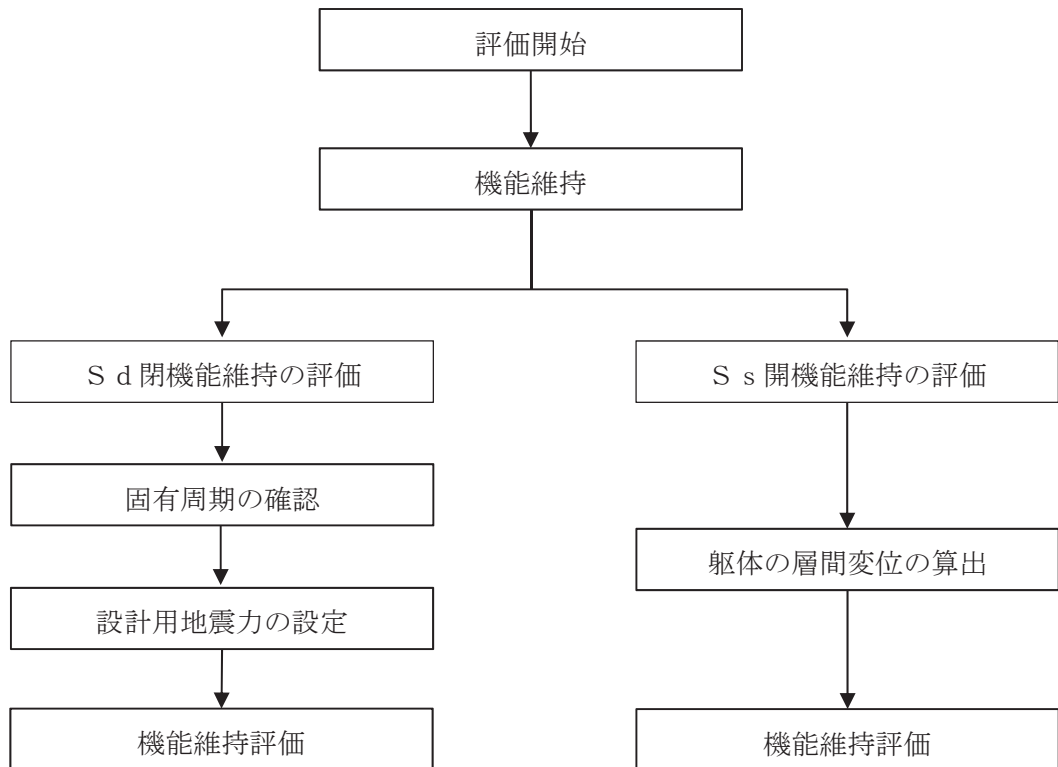 評価開始
機能維持
Ｓｄ閉機能維持の評価
Ｓｓ開機能維持の評価
固有周期の確認
躯体の層間変位の算出
設計用地震力の設定
機能維持評価
機能維持評価